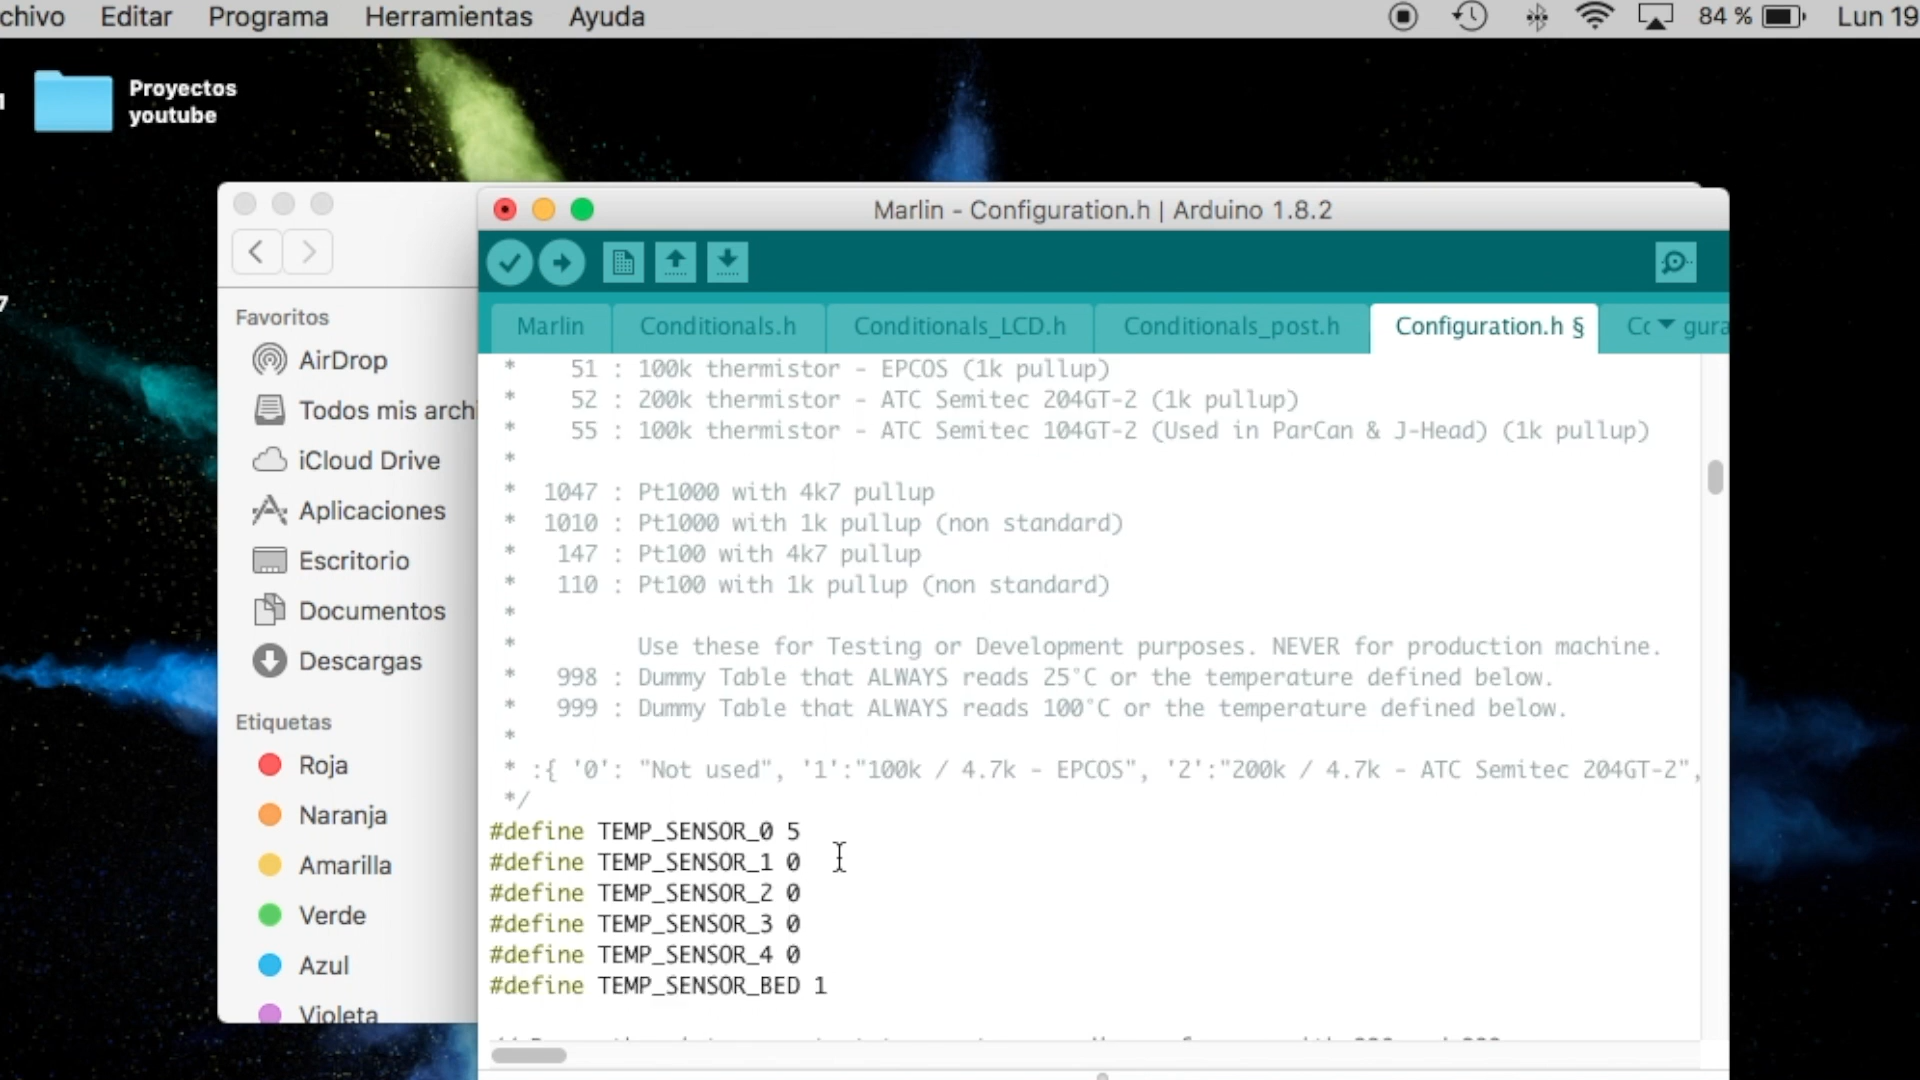 chivo Editar Programa Herramientas Ayuda 84 % Lun 19
Proyectos
youtube
7
Marlin - Configuration.h | Arduino 1.8.2
Marlin Conditionals.h Conditionals_LCD.h Conditionals_post.h Configuration.h § Cc gura
Favoritos
AirDrop
Todos mis archi
iCloud Drive
Aplicaciones
Escritorio
Documentos
Descargas
Etiquetas
Roja
Naranja
Amarilla
Verde
Azul
Violeta
* 51 : 100k thermistor - EPCOS (1k pullup)
* 52 : 200k thermistor - ATC Semitec 204GT-2 (1k pullup)
* 55 : 100k thermistor - ATC Semitec 104GT-2 (Used in ParCan & J-Head) (1k pullup)
*
* 1047 : Pt1000 with 4k7 pullup
* 1010 : Pt1000 with 1k pullup (non standard)
* 147 : Pt100 with 4k7 pullup
* 110 : Pt100 with 1k pullup (non standard)
*
* Use these for Testing or Development purposes. NEVER for production machine.
* 998 : Dummy Table that ALWAYS reads 25°C or the temperature defined below.
* 999 : Dummy Table that ALWAYS reads 100°C or the temperature defined below.
*
* :{ '0': "Not used", '1':"100k / 4.7k - EPCOS", '2':"200k / 4.7k - ATC Semitec 204GT-2",
*/
#define TEMP_SENSOR_0 5
#define TEMP_SENSOR_1 0
#define TEMP_SENSOR_2 0
#define TEMP_SENSOR_3 0
#define TEMP_SENSOR_4 0
#define TEMP_SENSOR_BED 1